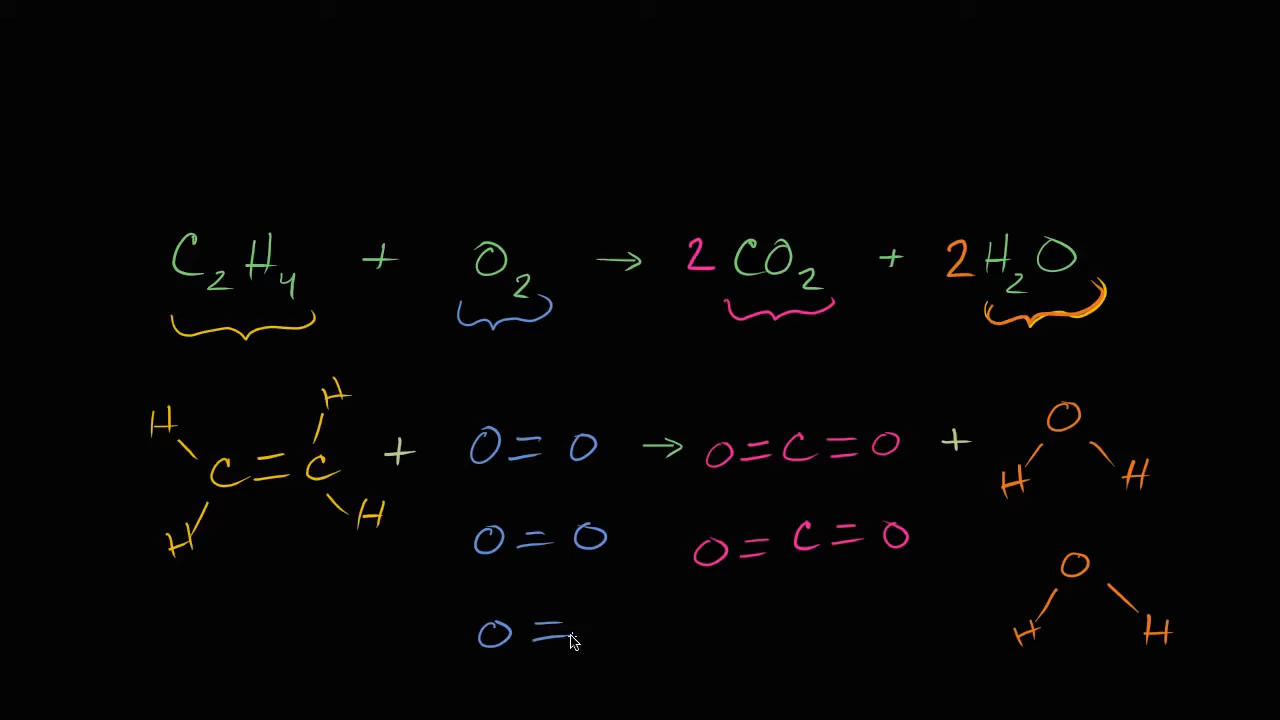 C₂H₄ + O₂ → 2CO₂ + 2H₂O
H H
C = C + O = O → O = C = O + O
H H H H
O = O O = C = O O
O = H H